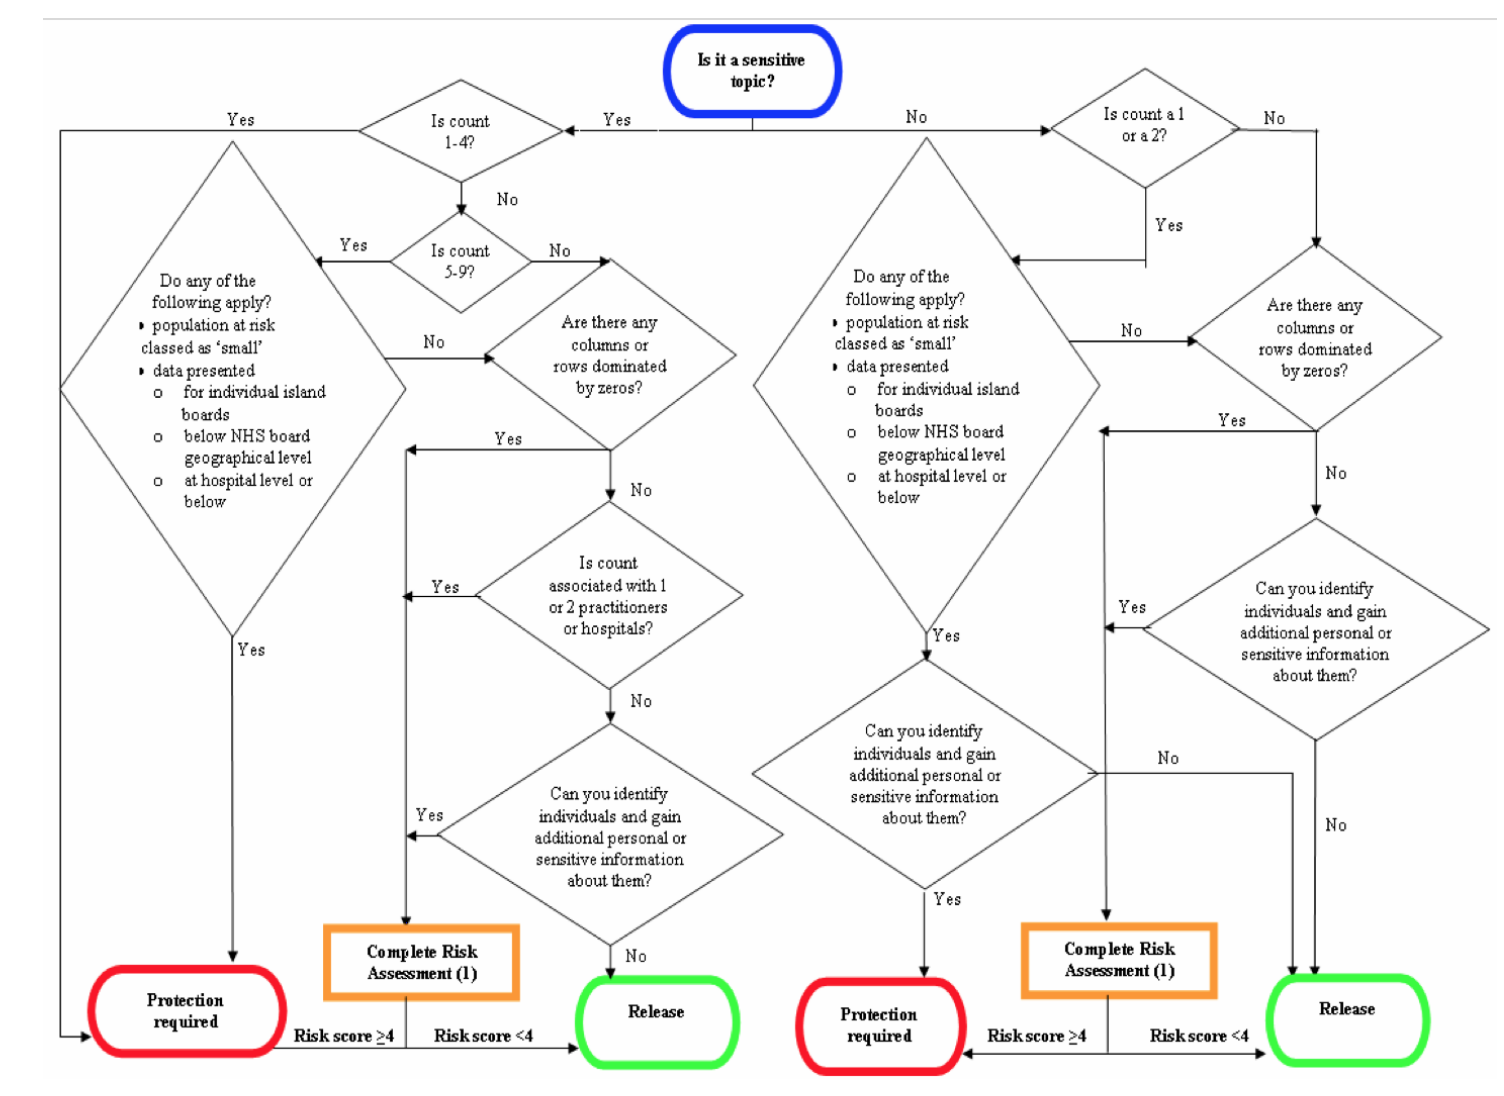 Is it a sensitive
topic?
Yes
Is count
1-4?
Yes
No
Is count a 1
or a 2?
No
No
Yes
Yes
Is count
5-9?
No
Do any of the
following apply?
population at risk
classed as ‘small’
data presented
o for individual island
boards
o below NHS board
geographical level
o at hospital level or
below
No
Are there any
columns or
rows dominated
by zeros?
Do any of the
following apply?
population at risk
classed as ‘small’
data presented
o for individual island
boards
o below NHS board
geographical level
o at hospital level or
below
No
Are there any
columns or
rows dominated
by zeros?
Yes
No
Yes
No
Is count
associated with 1
or 2 practitioners
or hospitals?
Yes
No
Can you identify
individuals and gain
additional personal or
sensitive information
about them?
Yes
Yes
Yes
Can you identify
individuals and gain
additional personal or
sensitive information
about them?
No
Can you identify
individuals and gain
additional personal or
sensitive information
about them?
Yes
No
Yes
No
Complete Risk
Assessment (1)
Complete Risk
Assessment (1)
Protection
required
Risk score ≥4
Risk score <4
Release
Protection
required
Risk score ≥4
Risk score <4
Release